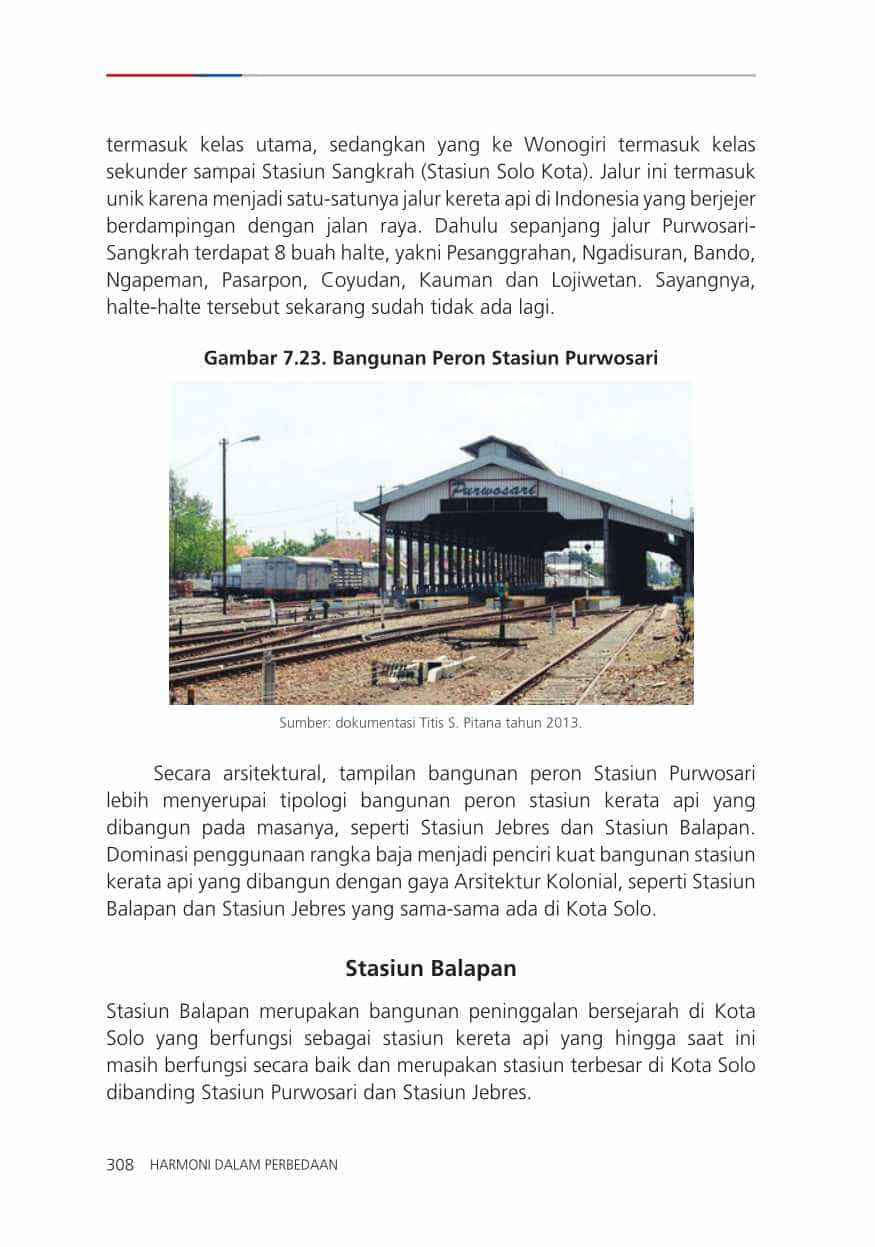 termasuk kelas utama, sedangkan yang ke Wonogiri termasuk kelas
sekunder sampai Stasiun Sangkrah (Stasiun Solo Kota). Jalur ini termasuk
unik karena menjadi satu-satunya jalur kereta api di Indonesia yang berjejer
berdampingan dengan jalan raya. Dahulu sepanjang jalur Purwosari-
Sangkrah terdapat 8 buah halte, yakni Pesanggrahan, Ngadisuran, Bando,
Ngapeman, Pasarpon, Coyudan, Kauman dan Lojiwetan. Sayangnya,
halte-halte tersebut sekarang sudah tidak ada lagi.
Gambar 7.23. Bangunan Peron Stasiun Purwosari
Purwosari
Sumber: dokumentasi Titis S. Pitana tahun 2013.
Secara arsitektural, tampilan bangunan peron Stasiun Purwosari
lebih menyerupai tipologi bangunan peron stasiun kerata api yang
dibangun pada masanya, seperti Stasiun Jebres dan Stasiun Balapan.
Dominasi penggunaan rangka baja menjadi penciri kuat bangunan stasiun
kerata api yang dibangun dengan gaya Arsitektur Kolonial, seperti Stasiun
Balapan dan Stasiun Jebres yang sama-sama ada di Kota Solo.
Stasiun Balapan
Stasiun Balapan merupakan bangunan peninggalan bersejarah di Kota
Solo yang berfungsi sebagai stasiun kereta api yang hingga saat ini
masih berfungsi secara baik dan merupakan stasiun terbesar di Kota Solo
dibanding Stasiun Purwosari dan Stasiun Jebres.
308 HARMONI DALAM PERBEDAAN